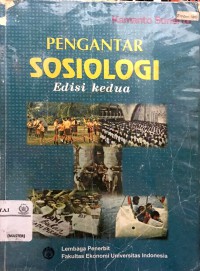 PENGANTAR
SOSIOLOGI
Edisi kedua
Lembaga Penerbit
Fakultas Ekonomi Universitas Indonesia